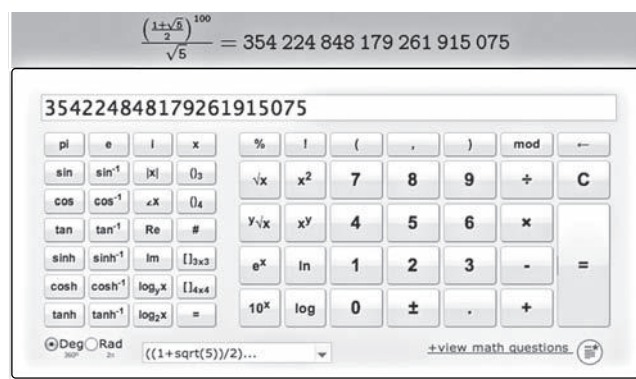 ((1+√5)/2)^100/√5 = 354 224 848 179 261 915 075
354224848179261915075
pi e i x % ! ( , ) mod ←
sin sin⁻¹ |x| ()₃ √x x² 7 8 9 ÷ C
cos cos⁻¹ ∠x ()₄
tan tan⁻¹ Re # ʸ√x xʸ 4 5 6 ×
sinh sinh⁻¹ Im []₃ₓ₃ eˣ ln 1 2 3 - =
cosh cosh⁻¹ logᵧx []₄ₓ₄
tanh tanh⁻¹ log₂x = 10ˣ log 0 ± . +
Deg Rad ((1+sqrt(5))/2)... +view math questions
360° 2π